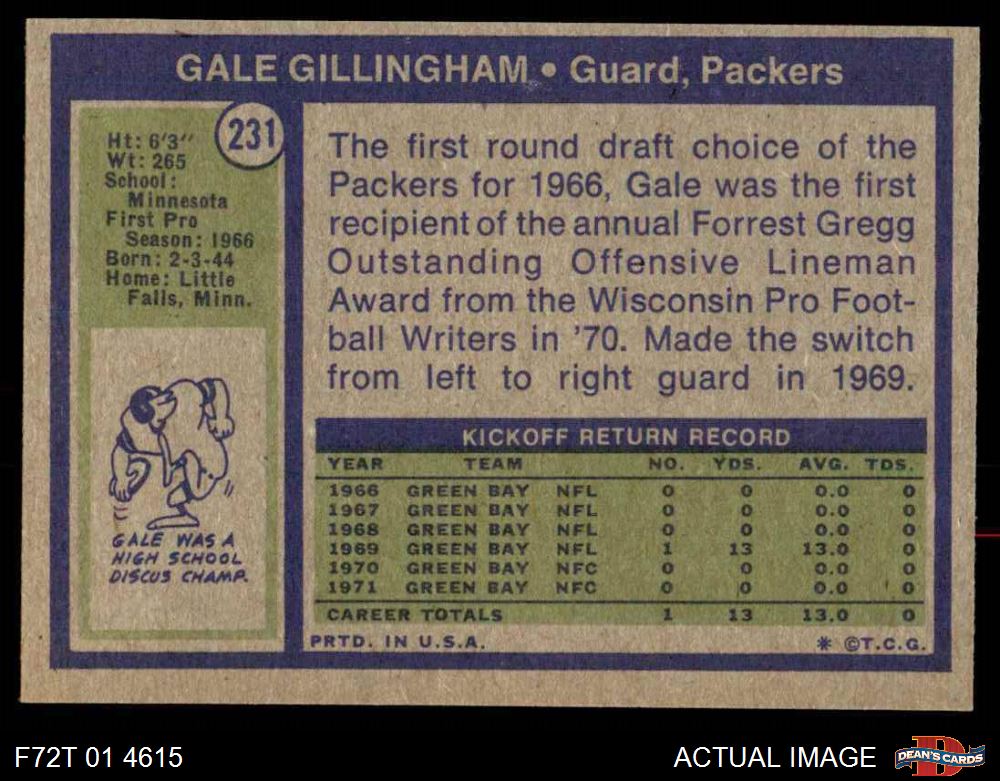 GALE GILLINGHAM • Guard, Packers
231
Ht: 6'3''
Wt: 265
School:
Minnesota
First Pro
Season: 1966
Born: 2-3-44
Home: Little
Falls, Minn.
GALE WAS A
HIGH SCHOOL
DISCUS CHAMP.
The first round draft choice of the
Packers for 1966, Gale was the first
recipient of the annual Forrest Gregg
Outstanding Offensive Lineman
Award from the Wisconsin Pro Foot-
ball Writers in '70. Made the switch
from left to right guard in 1969.
KICKOFF RETURN RECORD
YEAR TEAM NO. YDS. AVG. TDS.
1966 GREEN BAY NFL 0 0 0.0 0
1967 GREEN BAY NFL 0 0 0.0 0
1968 GREEN BAY NFL 0 0 0.0 0
1969 GREEN BAY NFL 1 13 13.0 0
1970 GREEN BAY NFC 0 0 0.0 0
1971 GREEN BAY NFC 0 0 0.0 0
CAREER TOTALS 1 13 13.0 0
PRTD. IN U.S.A. * ©T.C.G.
F72T 01 4615 ACTUAL IMAGE D DEAN'S CARDS